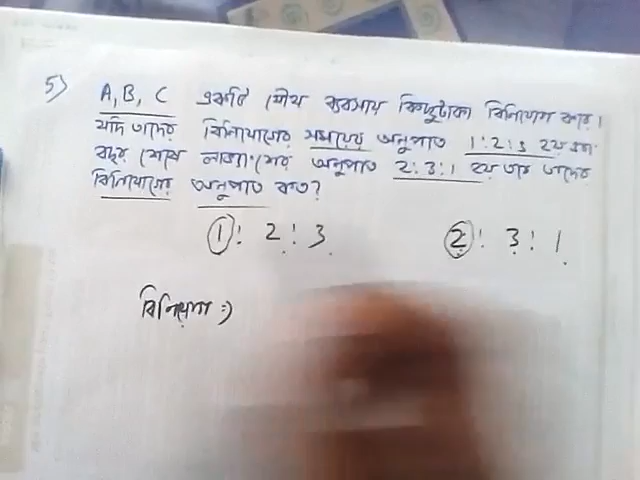 5) A, B, C একটি যৌথ ব্যবসায় কিছুটাকা বিনিয়োগ করে।
যদি তাদের বিনিয়োগের সময়ের অনুপাত 1:2:3 হয় এবং
বছর শেষে লভ্যাংশের অনুপাত 2:3:1 হয় তবে তাদের
বিনিয়োগের অনুপাত কত?
1: 2: 3 2: 3: 1
বিনিয়োগ :→